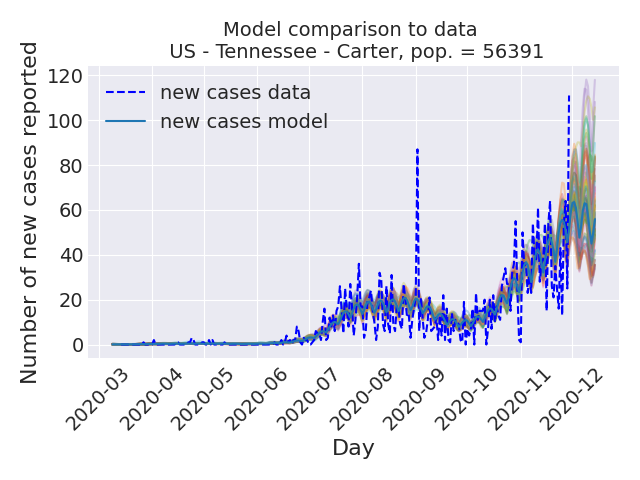 Model comparison to data
US - Tennessee - Carter, pop. = 56391
Number of new cases reported
120
100
80
60
40
20
0
new cases data
new cases model
2020-03
2020-04
2020-05
2020-06
2020-07
2020-08
2020-09
2020-10
2020-11
2020-12
Day